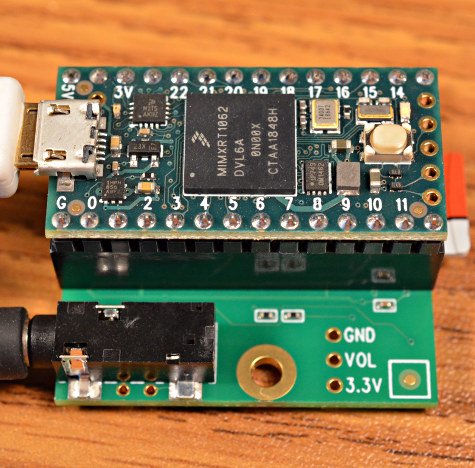 5V 3V 22 21 20 19 18 17 16 15 14
MIMXRT1062
DVL6A
0N00X
CTAA1848H
G 0 2 3 4 5 6 7 8 9 10 11
GND
VOL
3.3V